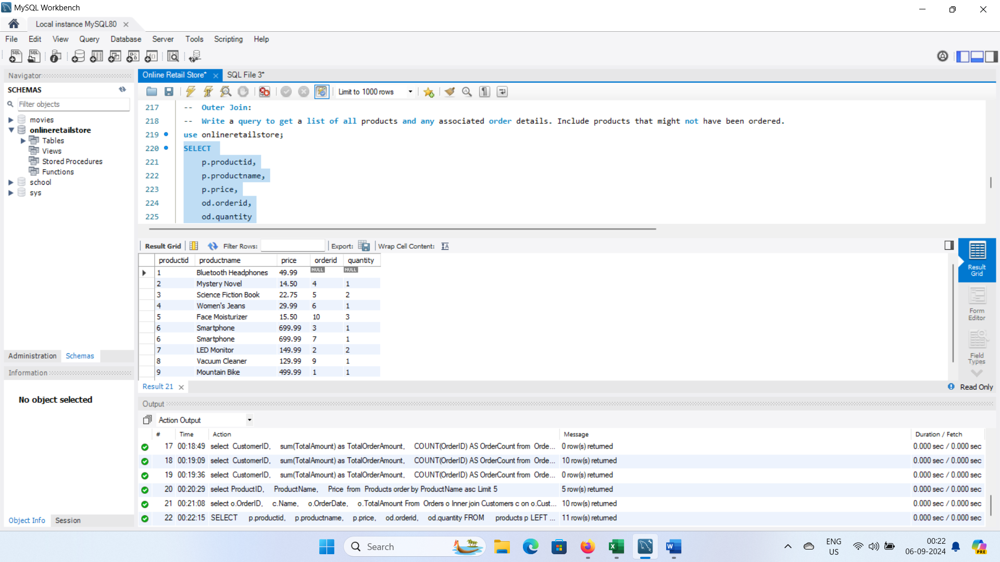 MySQL Workbench
Local instance MySQL80
File Edit View Query Database Server Tools Scripting Help
Navigator
SCHEMAS
Filter objects
movies
onlineretailstore
Tables
Views
Stored Procedures
Functions
school
sys
Administration Schemas
Information
No object selected
Object Info Session
Online Retail Store* SQL File 3*
Limit to 1000 rows
217 -- Outer Join:
218 -- Write a query to get a list of all products and any associated order details. Include products that might not have been ordered.
219 use onlineretailstore;
220 SELECT
221 p.productid,
222 p.productname,
223 p.price,
224 od.orderid,
225 od.quantity
Result Grid Filter Rows: Export: Wrap Cell Content:
productid productname price orderid quantity
1 Bluetooth Headphones 49.99 NULL NULL
2 Mystery Novel 14.50 4 1
3 Science Fiction Book 22.75 5 2
4 Women's Jeans 29.99 6 1
5 Face Moisturizer 15.50 10 3
6 Smartphone 699.99 3 1
6 Smartphone 699.99 7 1
7 LED Monitor 149.99 2 2
8 Vacuum Cleaner 129.99 9 1
9 Mountain Bike 499.99 1 1
Result Grid
Form Editor
Field Types
Result 21
Read Only
Output
Action Output
# Time Action Message Duration / Fetch
17 00:18:49 select CustomerID, sum(TotalAmount) as TotalOrderAmount, COUNT(OrderID) AS OrderCount from Orde... 0 row(s) returned 0.000 sec / 0.000 sec
18 00:19:09 select CustomerID, sum(TotalAmount) as TotalOrderAmount, COUNT(OrderID) AS OrderCount from Orde... 10 row(s) returned 0.000 sec / 0.000 sec
19 00:19:36 select CustomerID, sum(TotalAmount) as TotalOrderAmount, COUNT(OrderID) AS OrderCount from Orde... 0 row(s) returned 0.000 sec / 0.000 sec
20 00:20:29 select ProductID, ProductName, Price from Products order by ProductName asc Limit 5 5 row(s) returned 0.000 sec / 0.000 sec
21 00:21:08 select o.OrderID, c.Name, o.OrderDate, o.TotalAmount From Orders o Inner join Customers c on o.Cust... 10 row(s) returned 0.000 sec / 0.000 sec
22 00:22:15 SELECT p.productid, p.productname, p.price, od.orderid, od.quantity FROM products p LEFT ... 11 row(s) returned 0.000 sec / 0.000 sec
Search
ENG
US
00:22
06-09-2024
PRE